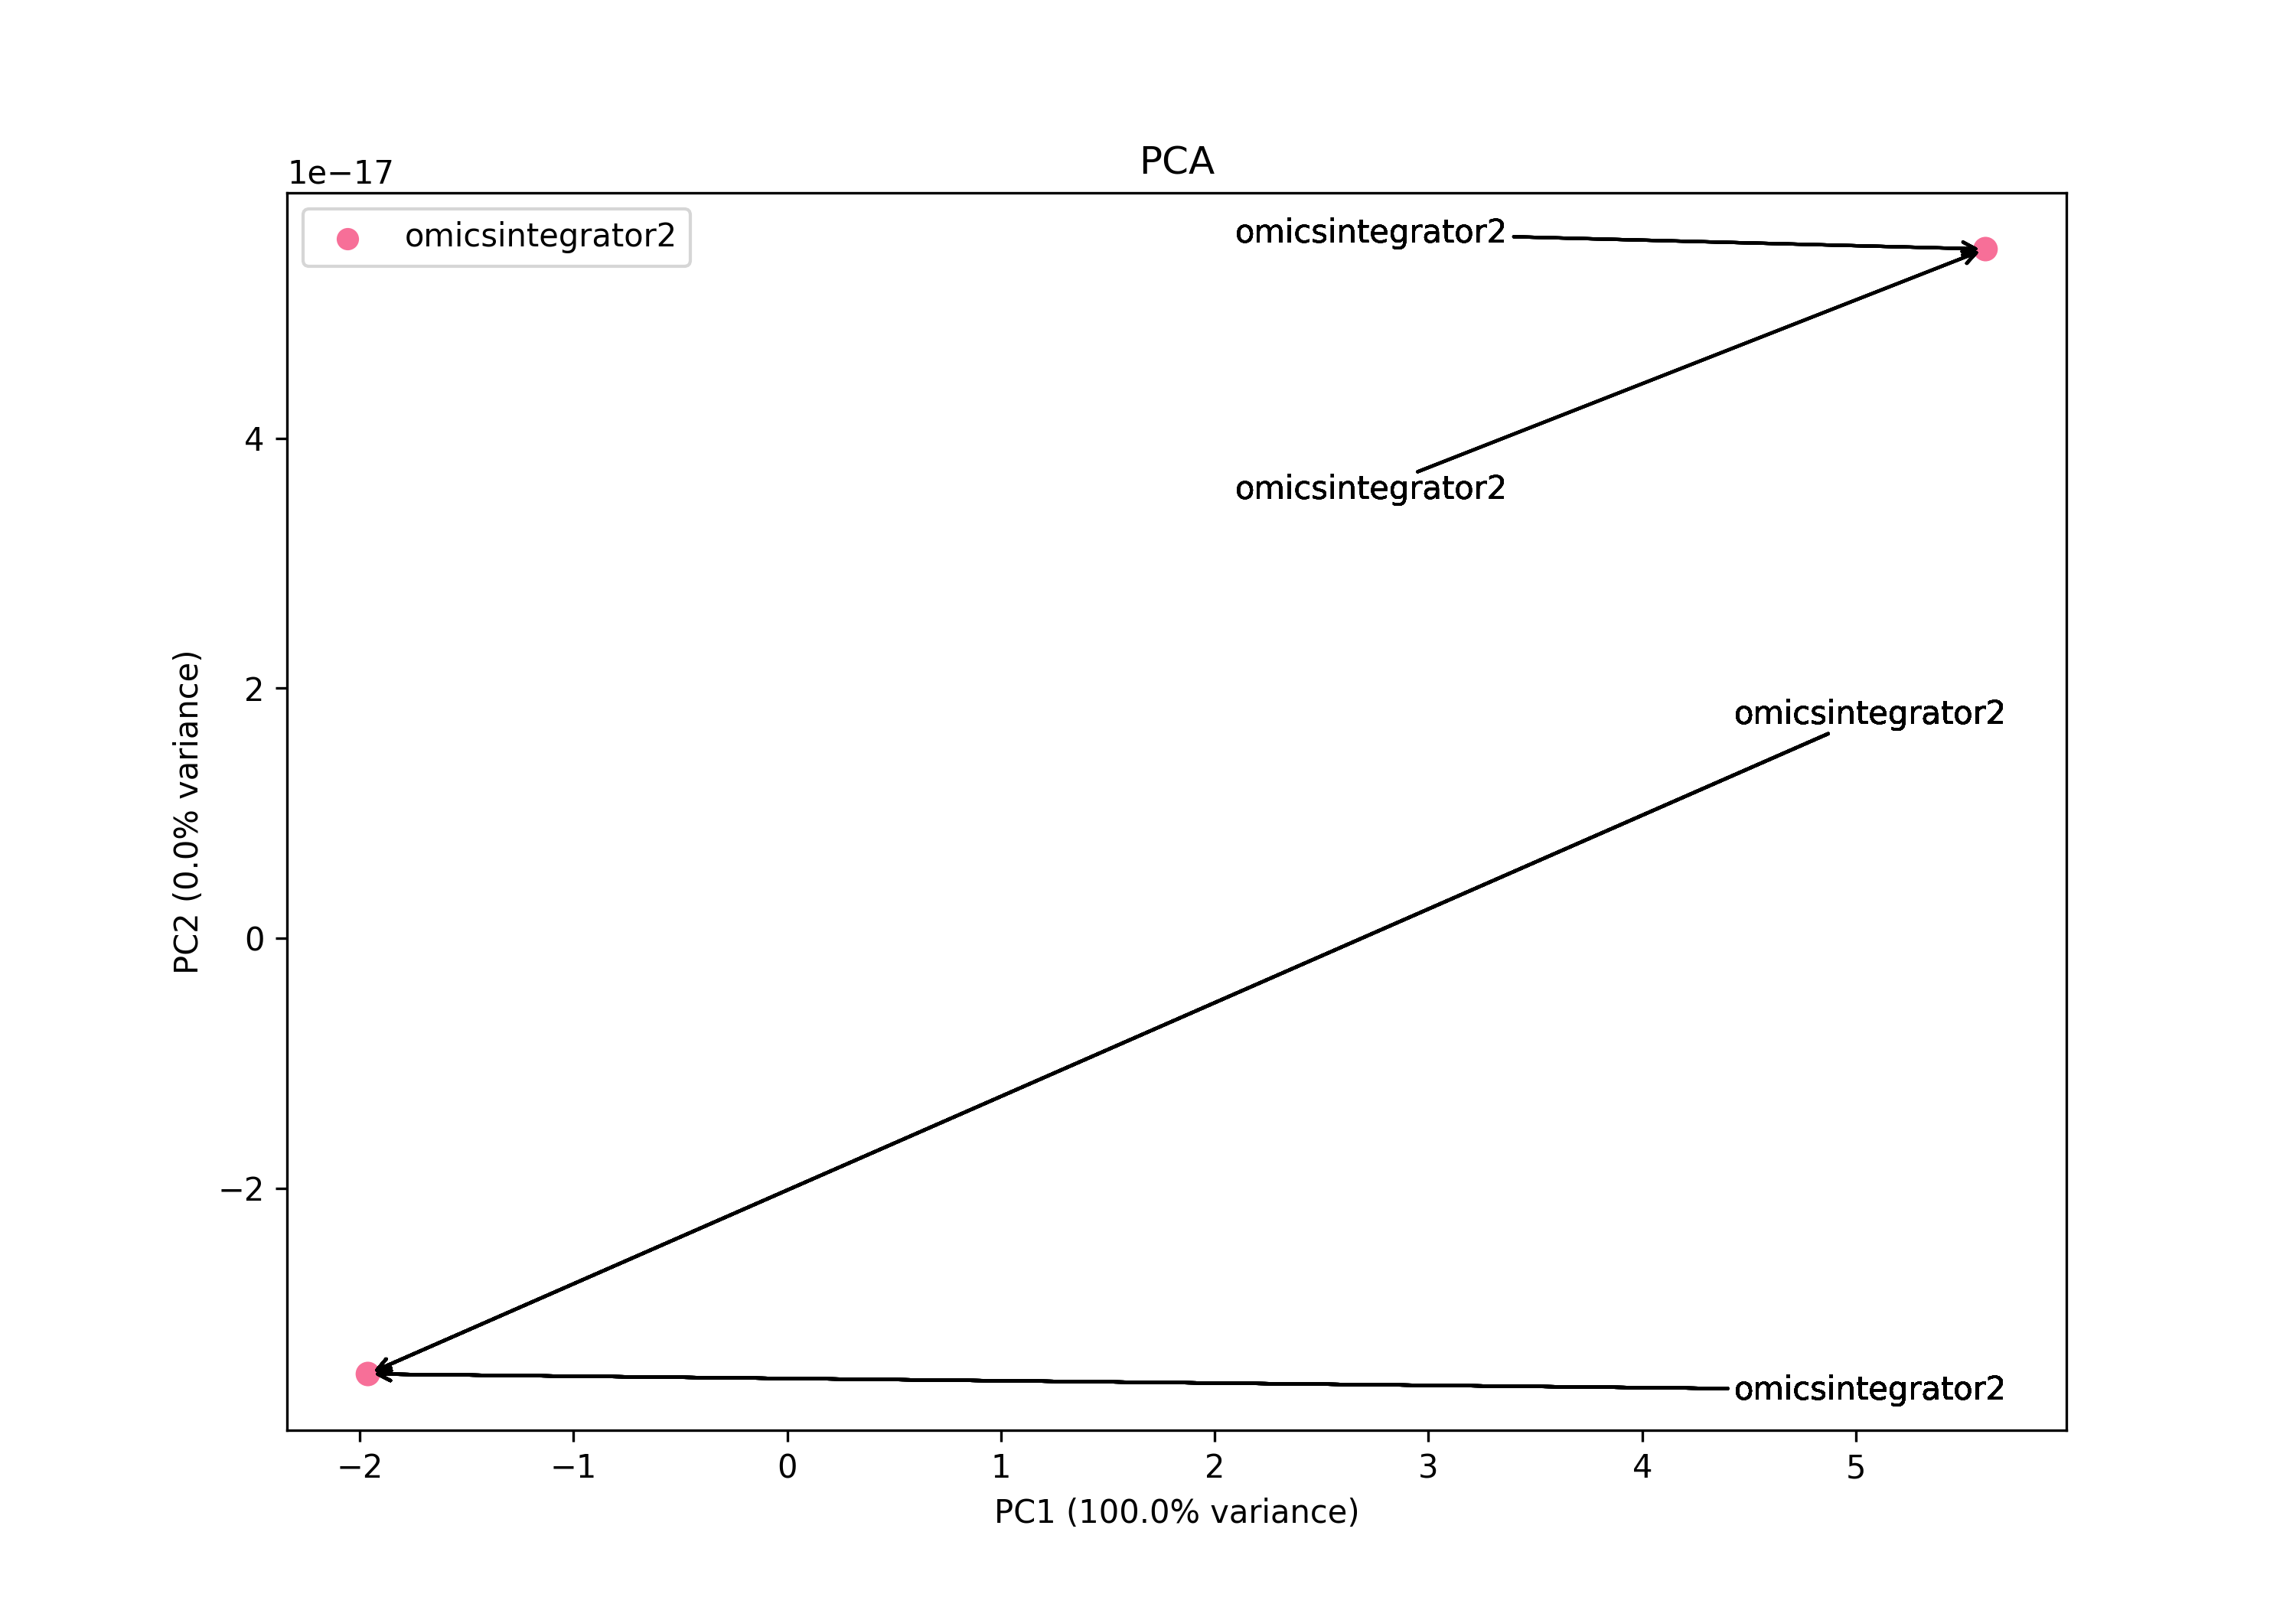 PCA
1e−17
omicsintegrator2
omicsintegrator2
omicsintegrator2
omicsintegrator2
omicsintegrator2
4
2
0
−2
PC2 (0.0% variance)
−2 −1 0 1 2 3 4 5
PC1 (100.0% variance)